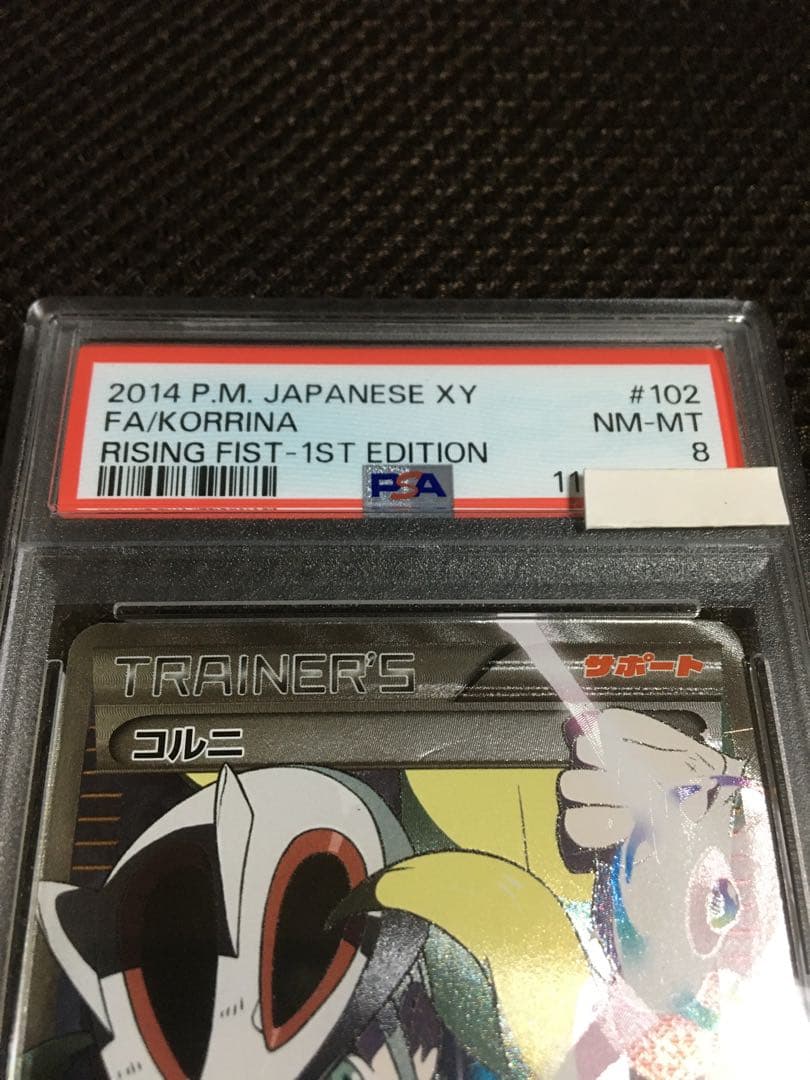 2014 P.M. JAPANESE XY #102
FA/KORRINA NM-MT
RISING FIST-1ST EDITION 8
PSA 11
TRAINER'S サポート
コルニ